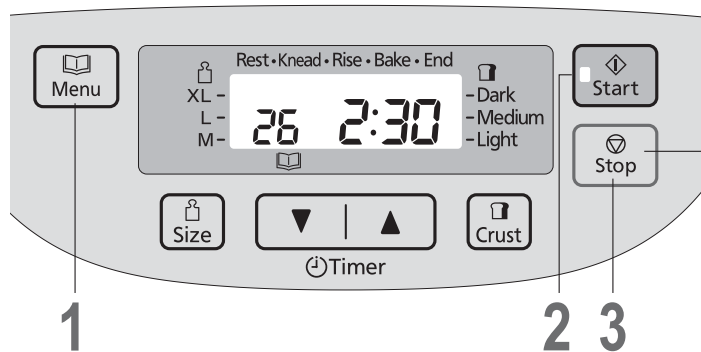 Menu
Rest • Knead • Rise • Bake • End
XL –
L –
M –
26
2:30
– Dark
– Medium
– Light
Start
Stop
Size
▼ | ▲
Crust
Timer
1
2
3